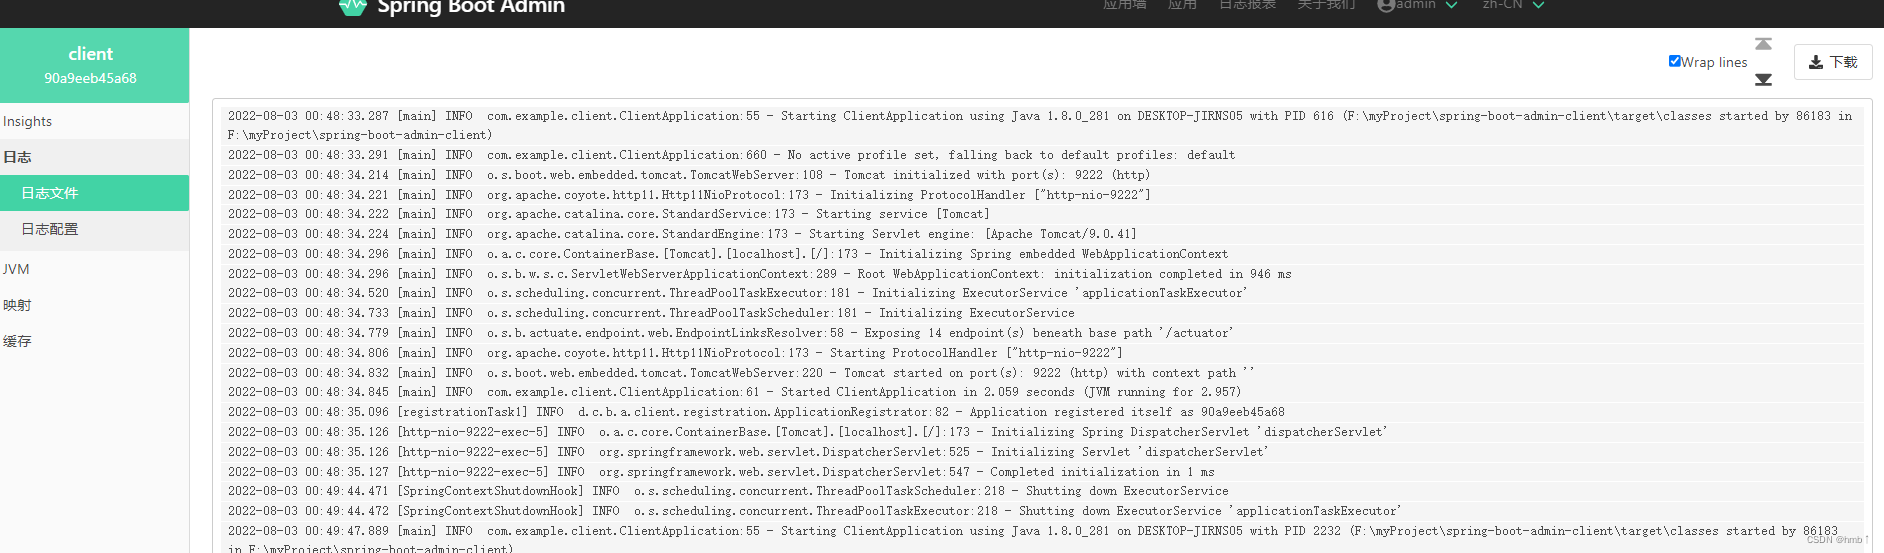 Spring Boot Admin
应用墙 应用 日志报表 关于我们 admin zh-CN
client
90a9eeb45a68
Wrap lines
下载
Insights
日志
日志文件
日志配置
JVM
映射
缓存
2022-08-03 00:48:33.287 [main] INFO  com.example.client.ClientApplication:55 - Starting ClientApplication using Java 1.8.0_281 on DESKTOP-JIRNS05 with PID 616 (F:\myProject\spring-boot-admin-client\target\classes started by 86183 in
F:\myProject\spring-boot-admin-client)
2022-08-03 00:48:33.291 [main] INFO  com.example.client.ClientApplication:660 - No active profile set, falling back to default profiles: default
2022-08-03 00:48:34.214 [main] INFO  o.s.boot.web.embedded.tomcat.TomcatWebServer:108 - Tomcat initialized with port(s): 9222 (http)
2022-08-03 00:48:34.221 [main] INFO  org.apache.coyote.http11.Http11NioProtocol:173 - Initializing ProtocolHandler ["http-nio-9222"]
2022-08-03 00:48:34.222 [main] INFO  org.apache.catalina.core.StandardService:173 - Starting service [Tomcat]
2022-08-03 00:48:34.224 [main] INFO  org.apache.catalina.core.StandardEngine:173 - Starting Servlet engine: [Apache Tomcat/9.0.41]
2022-08-03 00:48:34.296 [main] INFO  o.a.c.core.ContainerBase.[Tomcat].[localhost].[/]:173 - Initializing Spring embedded WebApplicationContext
2022-08-03 00:48:34.296 [main] INFO  o.s.b.w.s.c.ServletWebServerApplicationContext:289 - Root WebApplicationContext: initialization completed in 946 ms
2022-08-03 00:48:34.520 [main] INFO  o.s.scheduling.concurrent.ThreadPoolTaskExecutor:181 - Initializing ExecutorService 'applicationTaskExecutor'
2022-08-03 00:48:34.733 [main] INFO  o.s.scheduling.concurrent.ThreadPoolTaskScheduler:181 - Initializing ExecutorService
2022-08-03 00:48:34.779 [main] INFO  o.s.b.actuate.endpoint.web.EndpointLinksResolver:58 - Exposing 14 endpoint(s) beneath base path '/actuator'
2022-08-03 00:48:34.806 [main] INFO  org.apache.coyote.http11.Http11NioProtocol:173 - Starting ProtocolHandler ["http-nio-9222"]
2022-08-03 00:48:34.832 [main] INFO  o.s.boot.web.embedded.tomcat.TomcatWebServer:220 - Tomcat started on port(s): 9222 (http) with context path ''
2022-08-03 00:48:34.845 [main] INFO  com.example.client.ClientApplication:61 - Started ClientApplication in 2.059 seconds (JVM running for 2.957)
2022-08-03 00:48:35.096 [registrationTask1] INFO  d.c.b.a.client.registration.ApplicationRegistrator:82 - Application registered itself as 90a9eeb45a68
2022-08-03 00:48:35.126 [http-nio-9222-exec-5] INFO  o.a.c.core.ContainerBase.[Tomcat].[localhost].[/]:173 - Initializing Spring DispatcherServlet 'dispatcherServlet'
2022-08-03 00:48:35.126 [http-nio-9222-exec-5] INFO  org.springframework.web.servlet.DispatcherServlet:525 - Initializing Servlet 'dispatcherServlet'
2022-08-03 00:48:35.127 [http-nio-9222-exec-5] INFO  org.springframework.web.servlet.DispatcherServlet:547 - Completed initialization in 1 ms
2022-08-03 00:49:44.471 [SpringContextShutdownHook] INFO  o.s.scheduling.concurrent.ThreadPoolTaskScheduler:218 - Shutting down ExecutorService
2022-08-03 00:49:44.472 [SpringContextShutdownHook] INFO  o.s.scheduling.concurrent.ThreadPoolTaskExecutor:218 - Shutting down ExecutorService 'applicationTaskExecutor'
2022-08-03 00:49:47.889 [main] INFO  com.example.client.ClientApplication:55 - Starting ClientApplication using Java 1.8.0_281 on DESKTOP-JIRNS05 with PID 2232 (F:\myProject\spring-boot-admin-client\target\classes started by 86183
in F:\myProject\spring-boot-admin-client)
CSDN @hmb↑